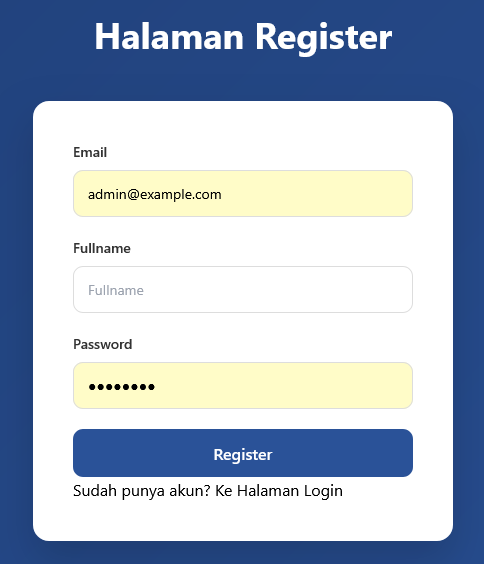 Halaman Register
Email
admin@example.com
Fullname
Fullname
Password
••••••••
Register
Sudah punya akun? Ke Halaman Login